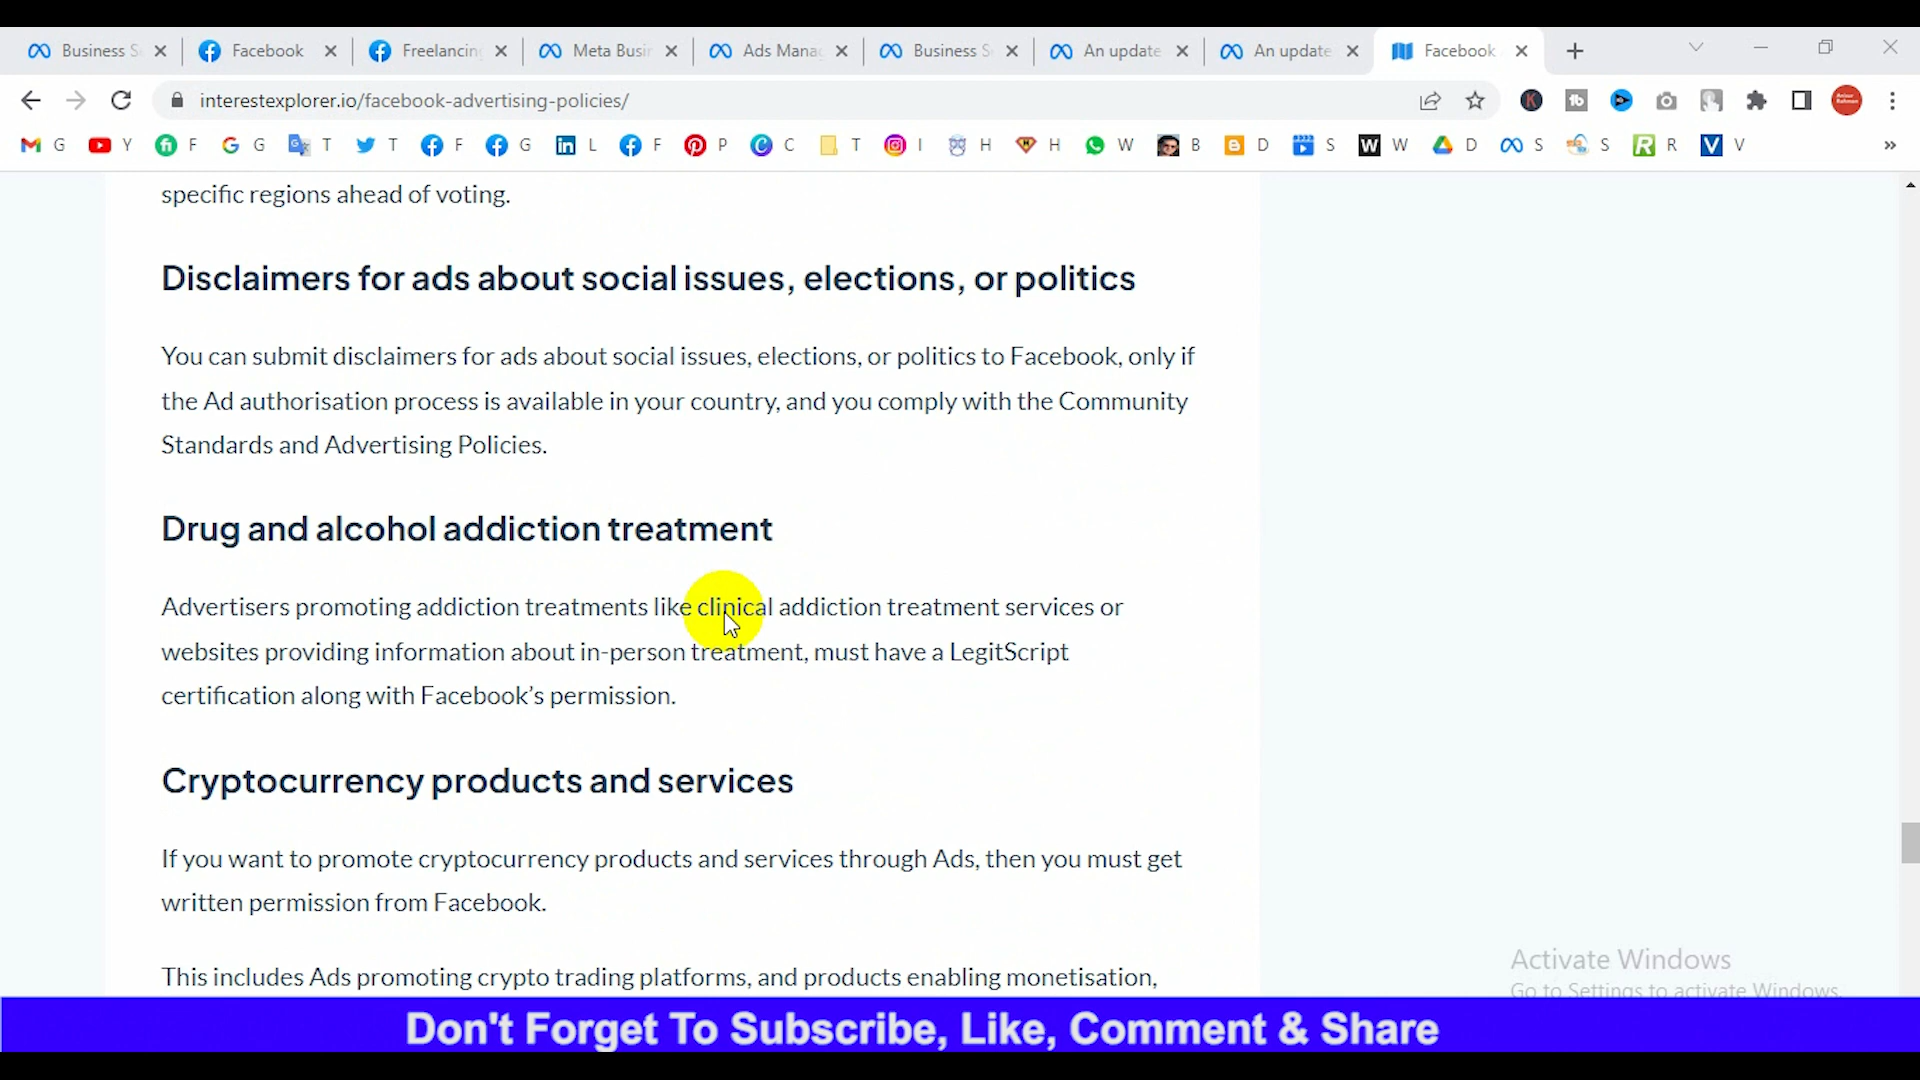 Business S
Facebook
Freelancing
Meta Busin
Ads Mana
Business S
An update
An update
Facebook
interestexplorer.io/facebook-advertising-policies/
G Y F G T T F G L F P C T I H H W B D S W D S S R V
specific regions ahead of voting.
Disclaimers for ads about social issues, elections, or politics
You can submit disclaimers for ads about social issues, elections, or politics to Facebook, only if
the Ad authorisation process is available in your country, and you comply with the Community
Standards and Advertising Policies.
Drug and alcohol addiction treatment
Advertisers promoting addiction treatments like clinical addiction treatment services or
websites providing information about in-person treatment, must have a LegitScript
certification along with Facebook’s permission.
Cryptocurrency products and services
If you want to promote cryptocurrency products and services through Ads, then you must get
written permission from Facebook.
This includes Ads promoting crypto trading platforms, and products enabling monetisation,
Activate Windows
Go to Settings to activate Windows.
Don't Forget To Subscribe, Like, Comment & Share